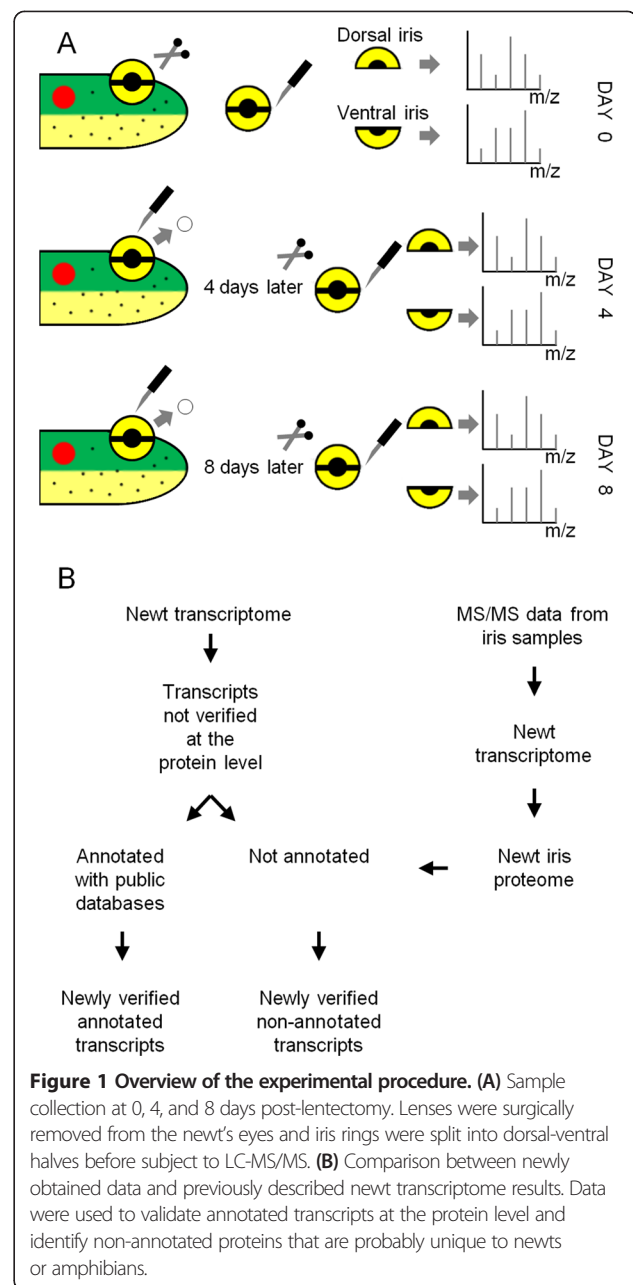 A
Dorsal iris
m/z
Ventral iris
m/z
DAY 0
4 days later
m/z
m/z
DAY 4
8 days later
m/z
m/z
DAY 8
B
Newt transcriptome
MS/MS data from
iris samples
Transcripts
not verified
at the
protein level
Newt
transcriptome
Annotated
with public
databases
Not annotated
Newt iris
proteome
Newly verified
annotated
transcripts
Newly verified
non-annotated
transcripts
Figure 1 Overview of the experimental procedure. (A) Sample
collection at 0, 4, and 8 days post-lentectomy. Lenses were surgically
removed from the newt's eyes and iris rings were split into dorsal-ventral
halves before subject to LC-MS/MS. (B) Comparison between newly
obtained data and previously described newt transcriptome results. Data
were used to validate annotated transcripts at the protein level and
identify non-annotated proteins that are probably unique to newts
or amphibians.